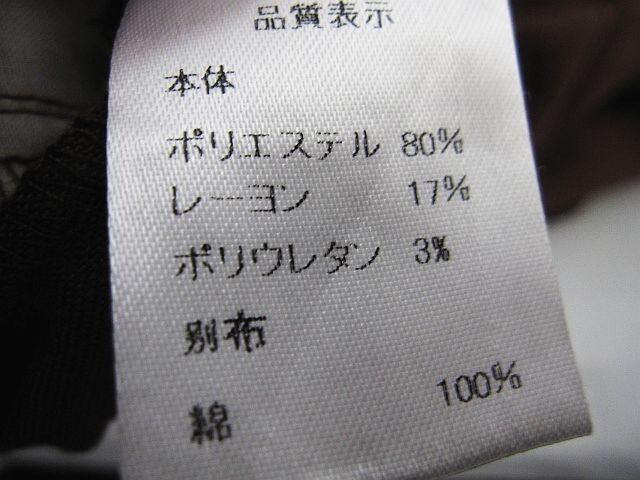 品質表示
本体
ポリエステル 80%
レーヨン 17%
ポリウレタン 3%
別布
綿 100%